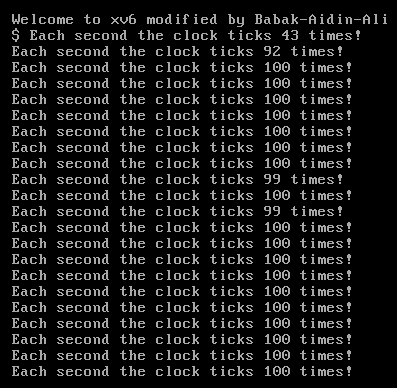 Welcome to xv6 modified by Babak-Aidin-Ali
$ Each second the clock ticks 43 times!
Each second the clock ticks 92 times!
Each second the clock ticks 100 times!
Each second the clock ticks 100 times!
Each second the clock ticks 100 times!
Each second the clock ticks 100 times!
Each second the clock ticks 100 times!
Each second the clock ticks 100 times!
Each second the clock ticks 100 times!
Each second the clock ticks 99 times!
Each second the clock ticks 100 times!
Each second the clock ticks 99 times!
Each second the clock ticks 100 times!
Each second the clock ticks 100 times!
Each second the clock ticks 100 times!
Each second the clock ticks 100 times!
Each second the clock ticks 100 times!
Each second the clock ticks 100 times!
Each second the clock ticks 100 times!
Each second the clock ticks 100 times!
Each second the clock ticks 100 times!
Each second the clock ticks 100 times!